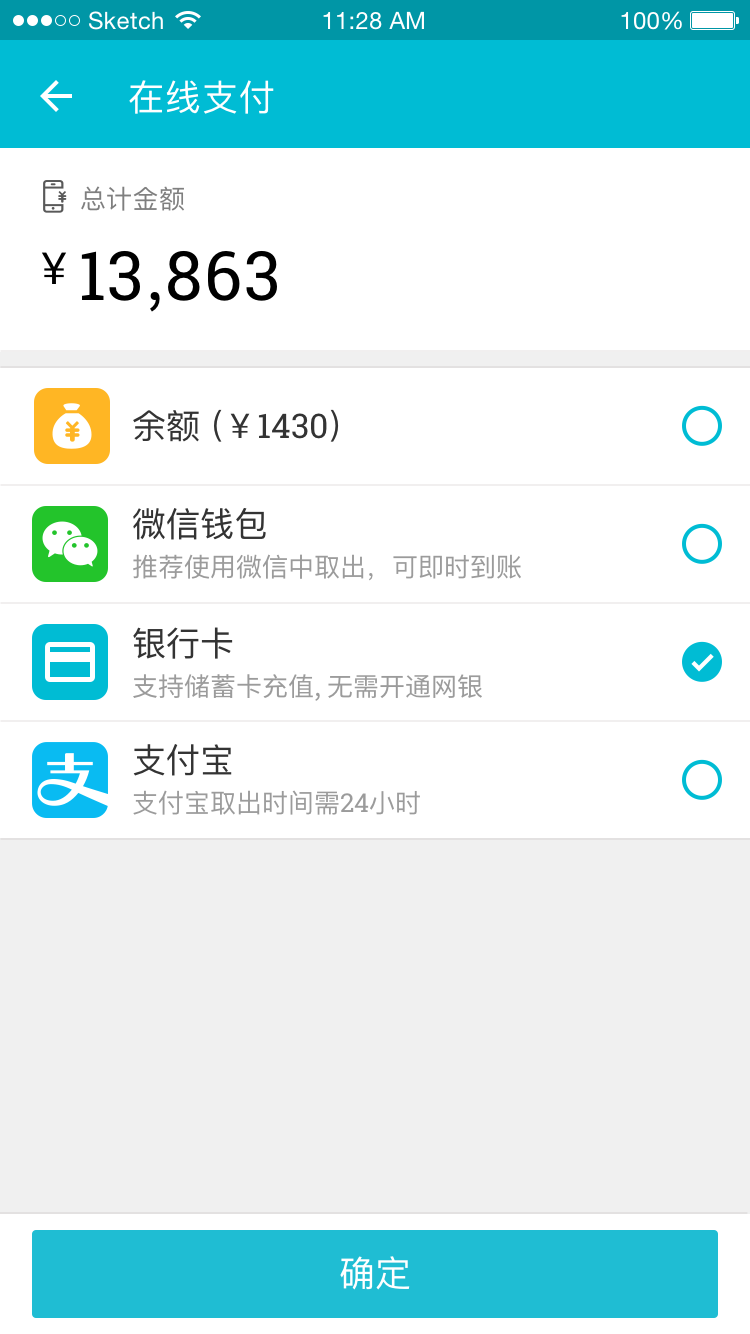 Sketch 11:28 AM 100%
在线支付
总计金额
¥13,863
余额 (¥1430)
微信钱包
推荐使用微信中取出，可即时到账
银行卡
支持储蓄卡充值, 无需开通网银
支付宝
支付宝取出时间需24小时
确定